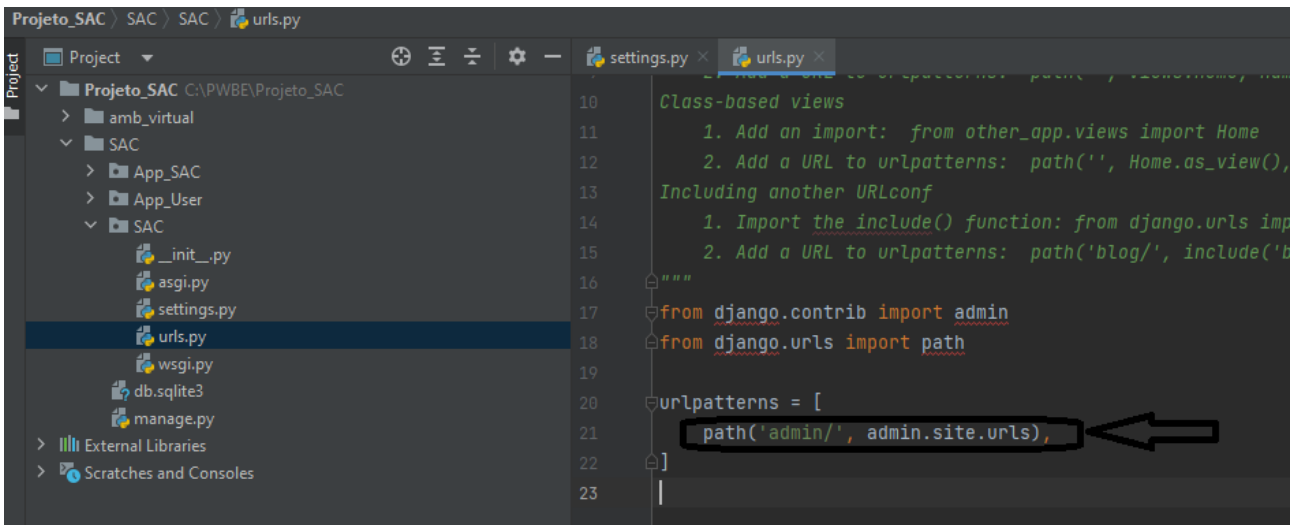 Projeto_SAC 〉 SAC 〉 SAC 〉 urls.py
Project
Project
settings.py ×
urls.py ×
Projeto_SAC C:\PWBE\Projeto_SAC
amb_virtual
SAC
App_SAC
App_User
SAC
__init__.py
asgi.py
settings.py
urls.py
wsgi.py
db.sqlite3
manage.py
External Libraries
Scratches and Consoles
10 Class-based views
11 1. Add an import:  from other_app.views import Home
12 2. Add a URL to urlpatterns:  path('', Home.as_view(),
13 Including another URLconf
14 1. Import the include() function: from django.urls imp
15 2. Add a URL to urlpatterns:  path('blog/', include('b
16 """
17 from django.contrib import admin
18 from django.urls import path
19
20 urlpatterns = [
21 path('admin/', admin.site.urls),
22 ]
23